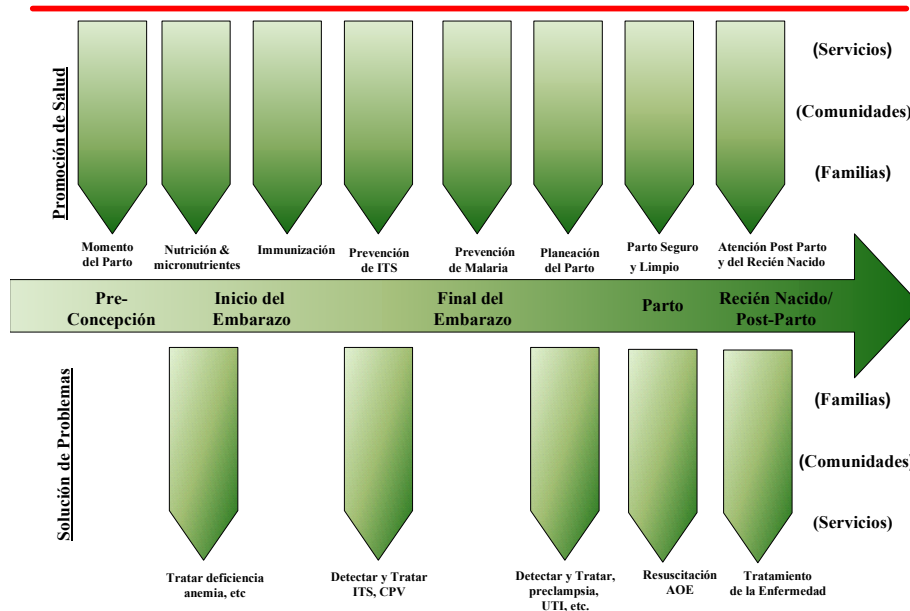 Promoción de Salud
(Servicios)
(Comunidades)
(Familias)
Momento
del Parto
Nutrición &
micronutrientes
Immunización
Prevención
de ITS
Prevención
de Malaria
Planeación
del Parto
Parto Seguro
y Limpio
Atención Post Parto
y del Recién Nacido
Pre-
Concepción
Inicio del
Embarazo
Final del
Embarazo
Parto
Recién Nacido/
Post-Parto
Solución de Problemas
(Familias)
(Comunidades)
(Servicios)
Tratar deficiencia
anemia, etc
Detectar y Tratar
ITS, CPV
Detectar y Tratar,
preclampsia,
UTI, etc.
Resuscitación
AOE
Tratamiento
de la Enfermedad